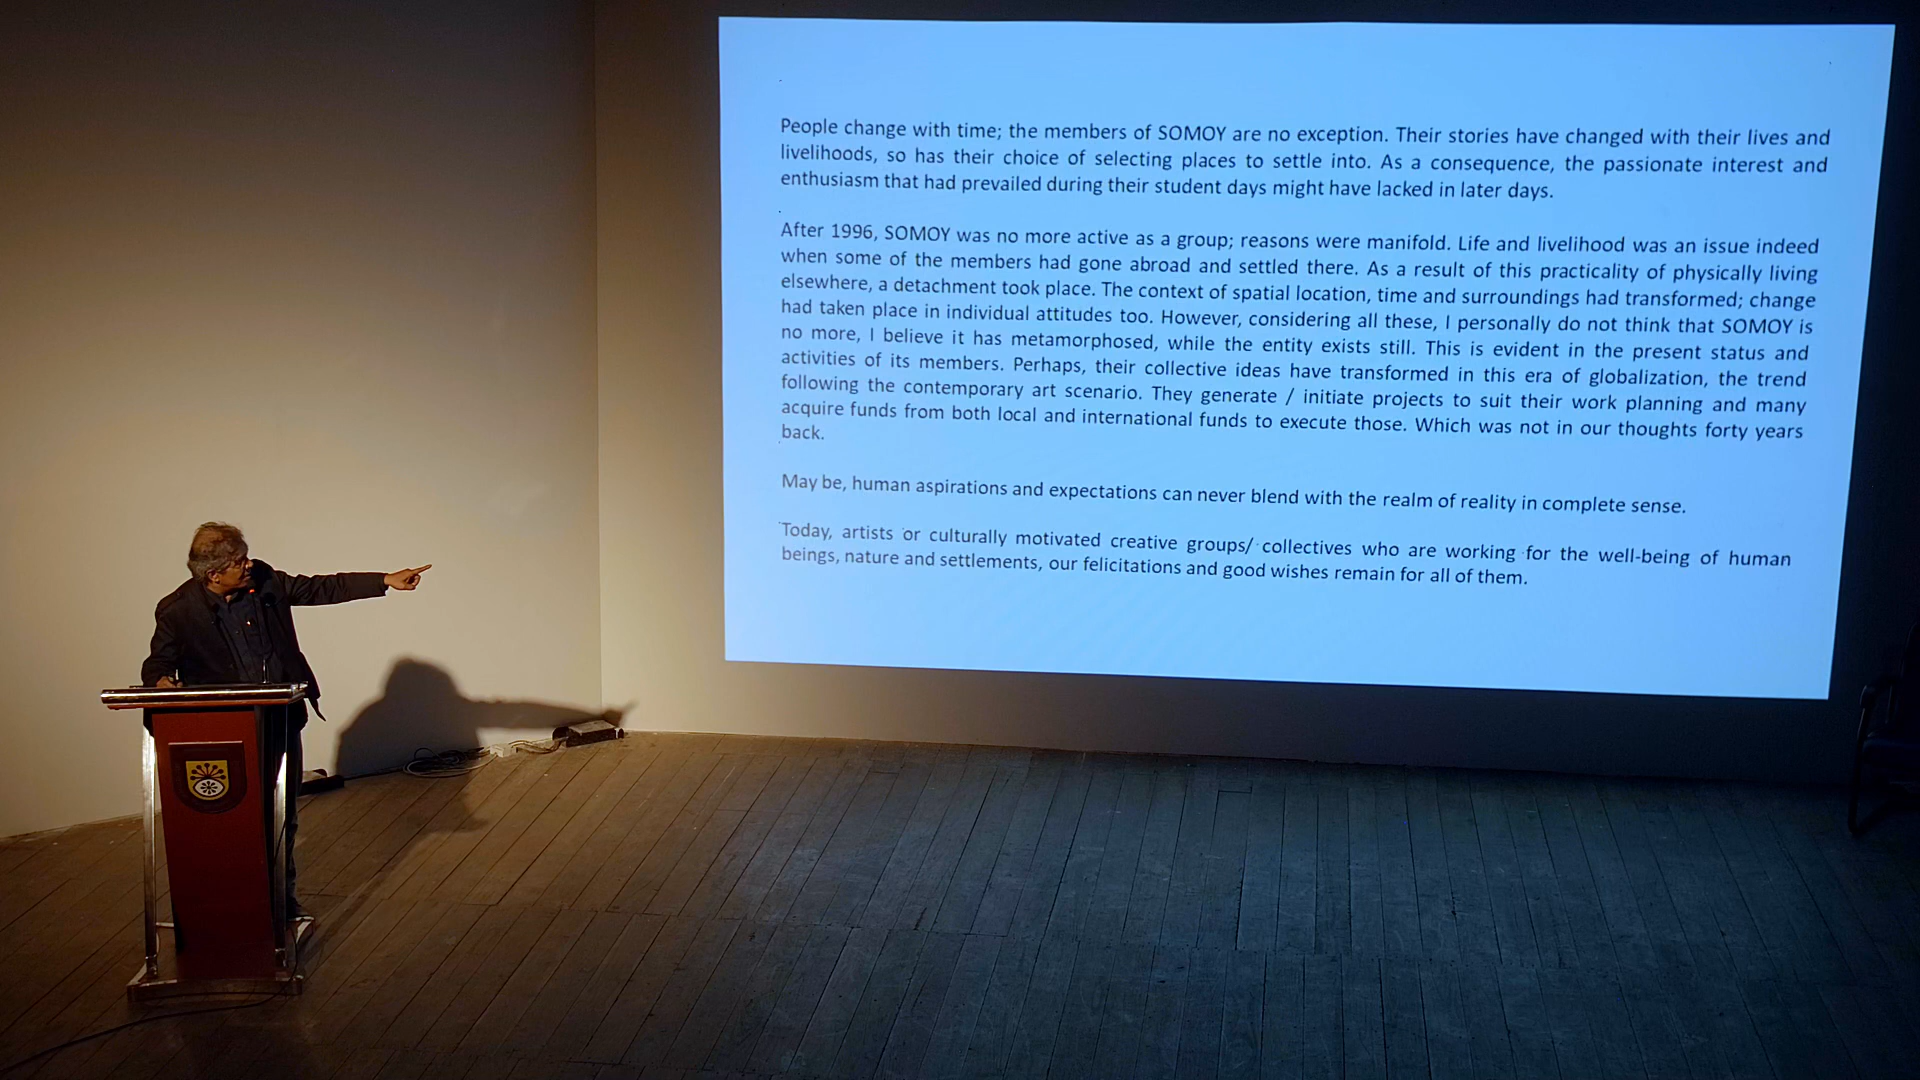 People change with time; the members of SOMOY are no exception. Their stories have changed with their lives and
livelihoods, so has their choice of selecting places to settle into. As a consequence, the passionate interest and
enthusiasm that had prevailed during their student days might have lacked in later days.
After 1996, SOMOY was no more active as a group; reasons were manifold. Life and livelihood was an issue indeed
when some of the members had gone abroad and settled there. As a result of this practicality of physically living
elsewhere, a detachment took place. The context of spatial location, time and surroundings had transformed; change
had taken place in individual attitudes too. However, considering all these, I personally do not think that SOMOY is
no more, I believe it has metamorphosed, while the entity exists still. This is evident in the present status and
activities of its members. Perhaps, their collective ideas have transformed in this era of globalization, the trend
following the contemporary art scenario. They generate / initiate projects to suit their work planning and many
acquire funds from both local and international funds to execute those. Which was not in our thoughts forty years
back.
May be, human aspirations and expectations can never blend with the realm of reality in complete sense.
Today, artists or culturally motivated creative groups/ collectives who are working for the well-being of human
beings, nature and settlements, our felicitations and good wishes remain for all of them.